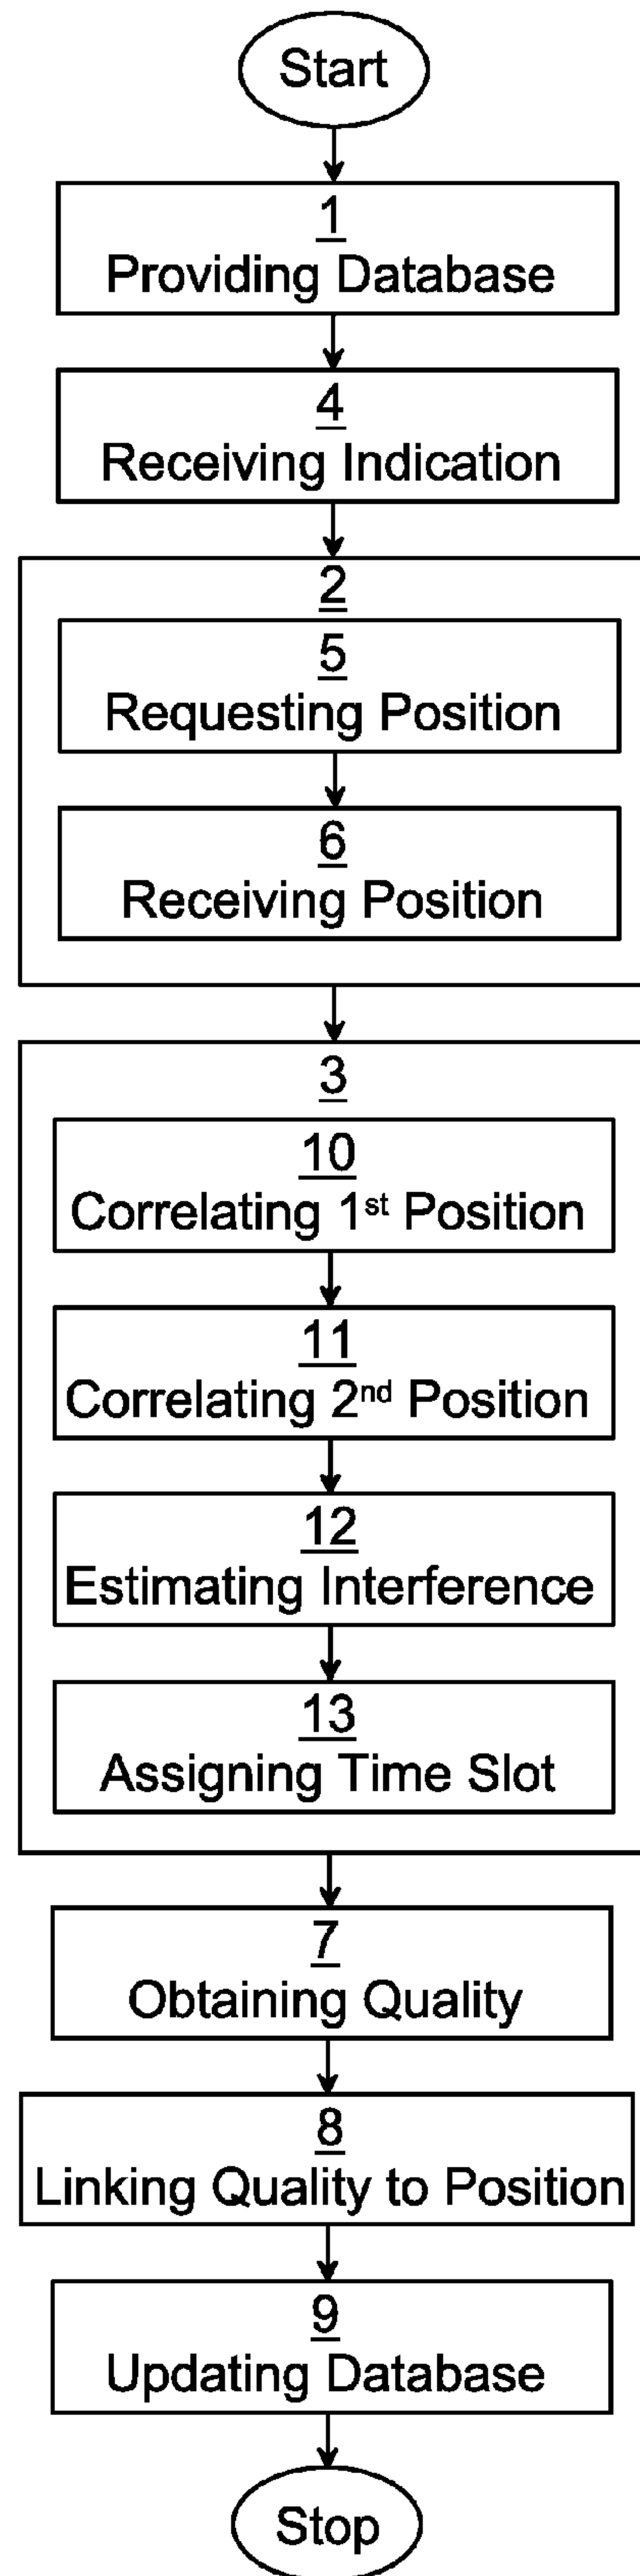 Start
1
Providing Database
4
Receiving Indication
2
5
Requesting Position
6
Receiving Position
3
10
Correlating 1st Position
11
Correlating 2nd Position
12
Estimating Interference
13
Assigning Time Slot
7
Obtaining Quality
8
Linking Quality to Position
9
Updating Database
Stop